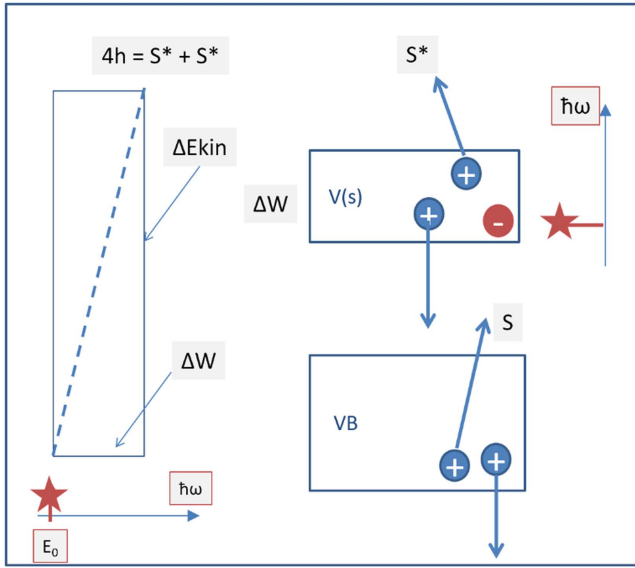 4h = S* + S*
ΔEkin
ΔW
ħω
E₀
S*
ħω
V(s)
ΔW
+
+
-
S
VB
+
+